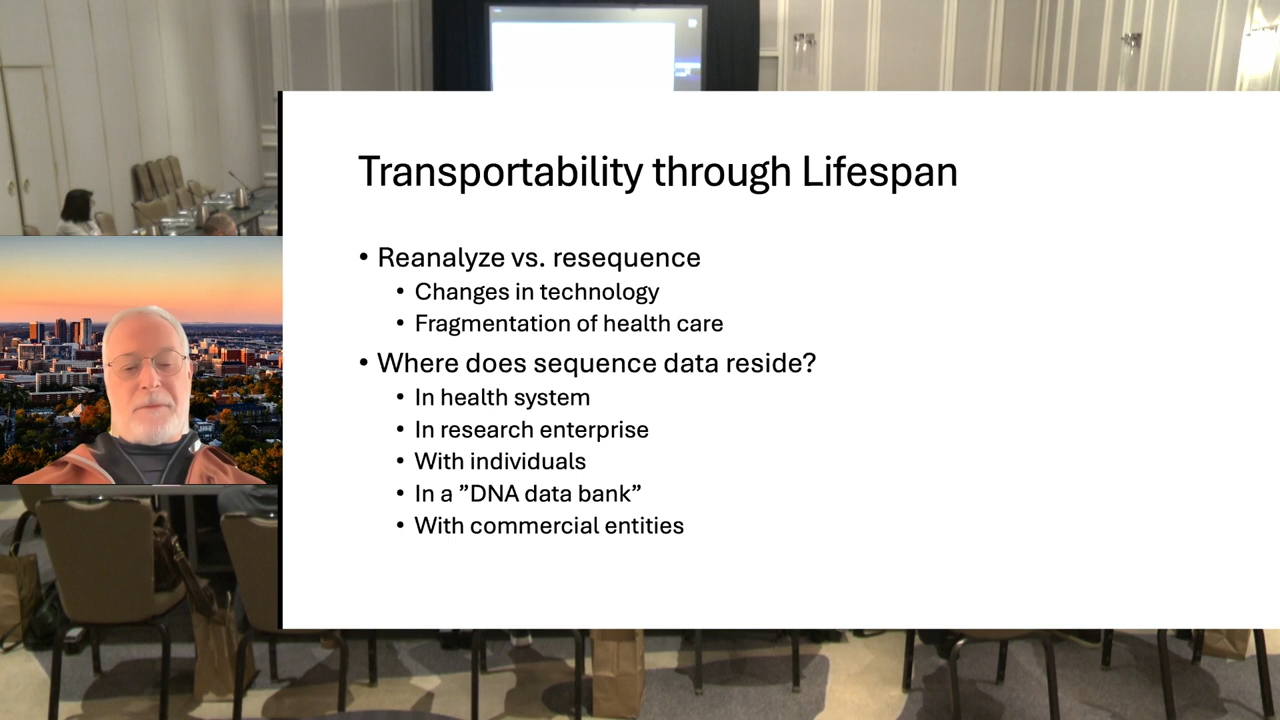 Transportability through Lifespan
• Reanalyze vs. resequence
• Changes in technology
• Fragmentation of health care
• Where does sequence data reside?
• In health system
• In research enterprise
• With individuals
• In a ”DNA data bank”
• With commercial entities